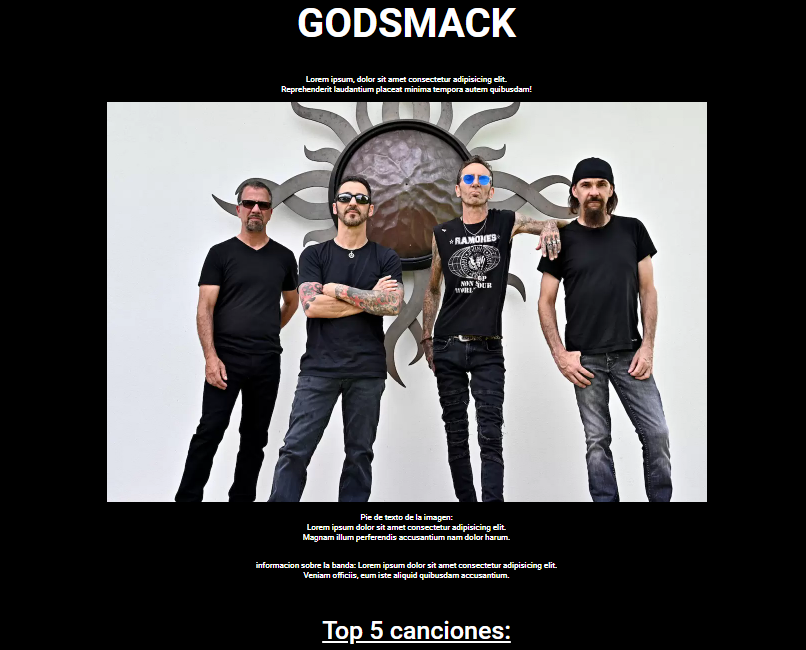 GODSMACK
Lorem ipsum, dolor sit amet consectetur adipisicing elit.
Reprehenderit laudantium placeat minima tempora autem quibusdam!
RAMONES
Pie de texto de la imagen:
Lorem ipsum dolor sit amet consectetur adipisicing elit.
Magnam illum perferendis accusantium nam dolor harum.
informacion sobre la banda: Lorem ipsum dolor sit amet consectetur adipisicing elit.
Veniam officiis, eum iste aliquid quibusdam accusantium.
Top 5 canciones: